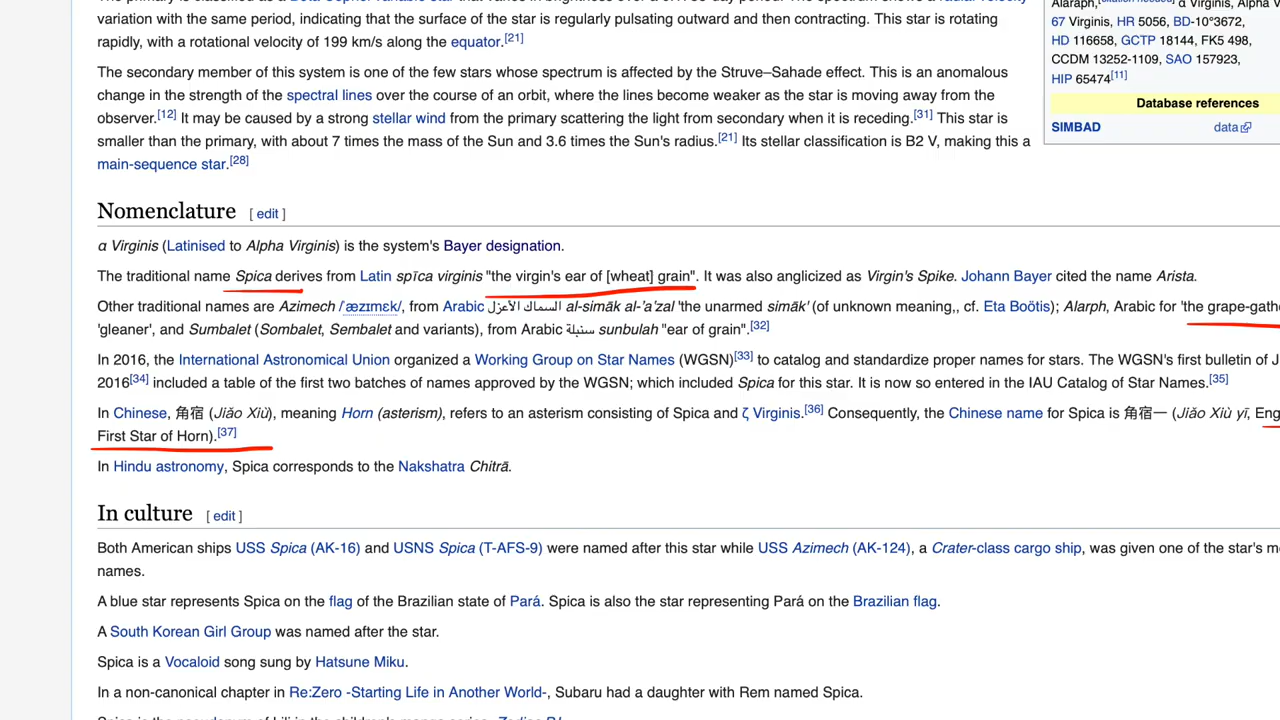 variation with the same period, indicating that the surface of the star is regularly pulsating outward and then contracting. This star is rotating
rapidly, with a rotational velocity of 199 km/s along the equator.[21]
The secondary member of this system is one of the few stars whose spectrum is affected by the Struve–Sahade effect. This is an anomalous
change in the strength of the spectral lines over the course of an orbit, where the lines become weaker as the star is moving away from the
observer.[12] It may be caused by a strong stellar wind from the primary scattering the light from secondary when it is receding.[31] This star is
smaller than the primary, with about 7 times the mass of the Sun and 3.6 times the Sun's radius.[21] Its stellar classification is B2 V, making this a
main-sequence star.[28]
Alaraph, α Virginis, Alpha V
67 Virginis, HR 5056, BD-10°3672,
HD 116658, GCTP 18144, FK5 498,
CCDM 13252-1109, SAO 157923,
HIP 65474[11]
Database references
SIMBAD data
Nomenclature [ edit ]
α Virginis (Latinised to Alpha Virginis) is the system's Bayer designation.
The traditional name Spica derives from Latin spīca virginis "the virgin's ear of [wheat] grain". It was also anglicized as Virgin's Spike. Johann Bayer cited the name Arista.
Other traditional names are Azimech /ˈæzɪmɛk/, from Arabic السماك الأعزل al-simāk al-ʼaʽzal 'the unarmed simāk' (of unknown meaning,, cf. Eta Boötis); Alarph, Arabic for 'the grape-gath
'gleaner', and Sumbalet (Sombalet, Sembalet and variants), from Arabic سنبلة sunbulah "ear of grain".[32]
In 2016, the International Astronomical Union organized a Working Group on Star Names (WGSN)[33] to catalog and standardize proper names for stars. The WGSN's first bulletin of J
2016[34] included a table of the first two batches of names approved by the WGSN; which included Spica for this star. It is now so entered in the IAU Catalog of Star Names.[35]
In Chinese, 角宿 (Jiǎo Xiù), meaning Horn (asterism), refers to an asterism consisting of Spica and ζ Virginis.[36] Consequently, the Chinese name for Spica is 角宿一 (Jiǎo Xiù yī, Eng
First Star of Horn).[37]
In Hindu astronomy, Spica corresponds to the Nakshatra Chitrā.
In culture [ edit ]
Both American ships USS Spica (AK-16) and USNS Spica (T-AFS-9) were named after this star while USS Azimech (AK-124), a Crater-class cargo ship, was given one of the star's m
names.
A blue star represents Spica on the flag of the Brazilian state of Pará. Spica is also the star representing Pará on the Brazilian flag.
A South Korean Girl Group was named after the star.
Spica is a Vocaloid song sung by Hatsune Miku.
In a non-canonical chapter in Re:Zero -Starting Life in Another World-, Subaru had a daughter with Rem named Spica.